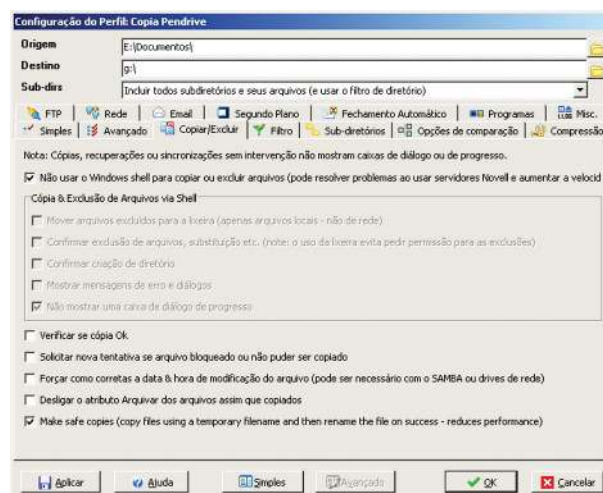 Configuração do Perfil: Copia Pendrive
Origem E:\Documentos\
Destino g:\
Sub-dirs Incluir todos subdiretórios e seus arquivos (e usar o filtro de diretório)
FTP Rede Email Segundo Plano Fechamento Automático Programas Misc.
Simples Avançado Copiar/Excluir Filtro Sub-diretórios Opções de comparação Compressão
Nota: Cópias, recuperações ou sincronizações sem intervenção não mostram caixas de diálogo ou de progresso.
Não usar o Windows shell para copiar ou excluir arquivos (pode resolver problemas ao usar servidores Novell e aumentar a velocid
Cópia & Exclusão de Arquivos via Shell
Mover arquivos excluídos para a lixeira (apenas arquivos locais - não de rede)
Confirmar exclusão de arquivos, substituição etc. (note: o uso da lixeira evita pedir permissão para as exclusões)
Confirmar criação de diretório
Mostrar mensagens de erro e diálogos
Não mostrar uma caixa de diálogo de progresso
Verificar se cópia Ok
Solicitar nova tentativa se arquivo bloqueado ou não puder ser copiado
Forçar como corretas a data & hora de modificação do arquivo (pode ser necessário com o SAMBA ou drives de rede)
Desligar o atributo Arquivar dos arquivos assim que copiados
Make safe copies (copy files using a temporary filename and then rename the file on success - reduces performance)
Aplicar Ajuda Simples Avançado OK Cancelar